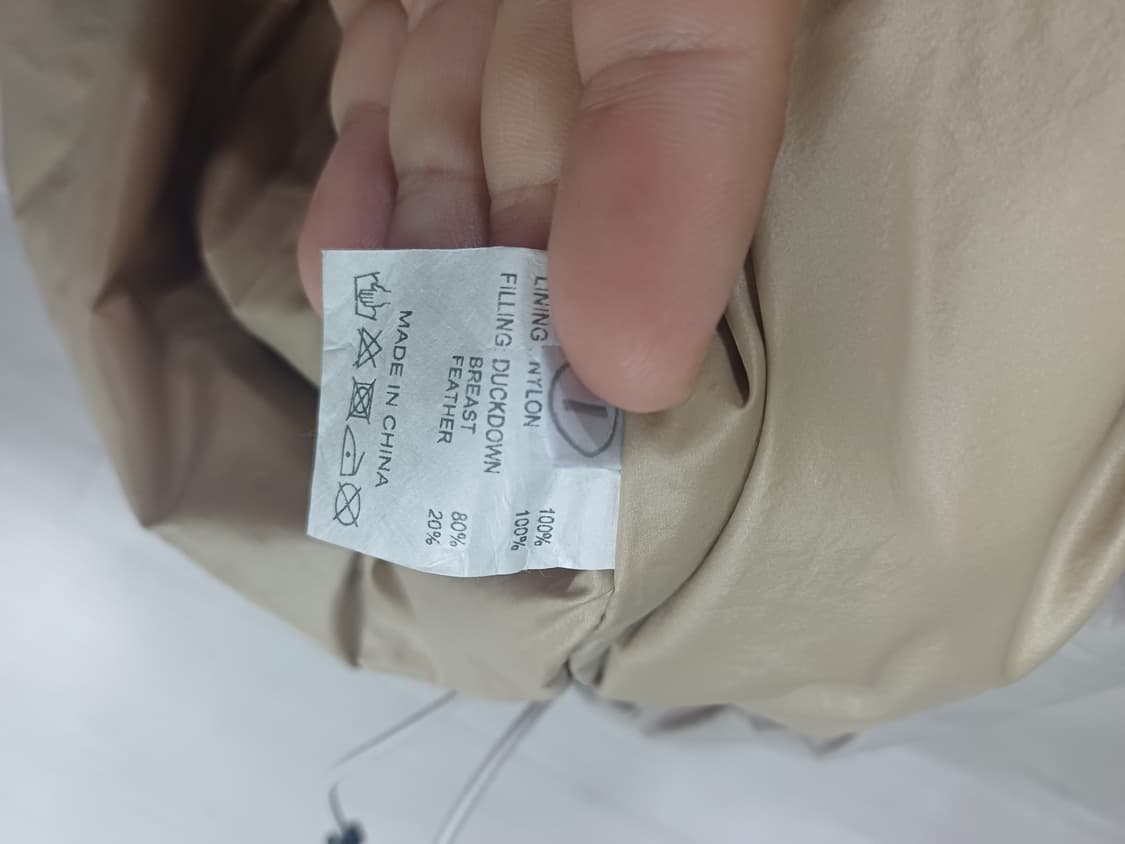 100%
LINING NYLON 100%
FILLING: DUCKDOWN
BREAST 80%
FEATHER 20%
MADE IN CHINA